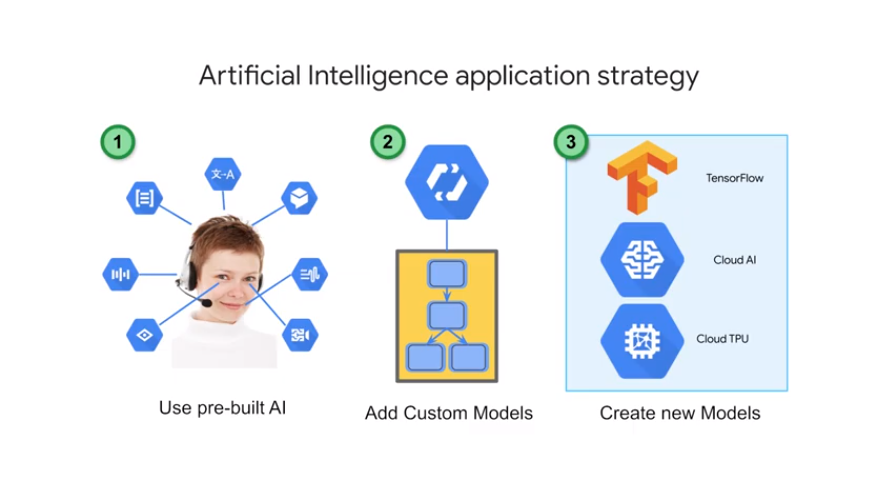 Artificial Intelligence application strategy
1
文-A
Use pre-built AI
2
Add Custom Models
3
TensorFlow
Cloud AI
Cloud TPU
Create new Models